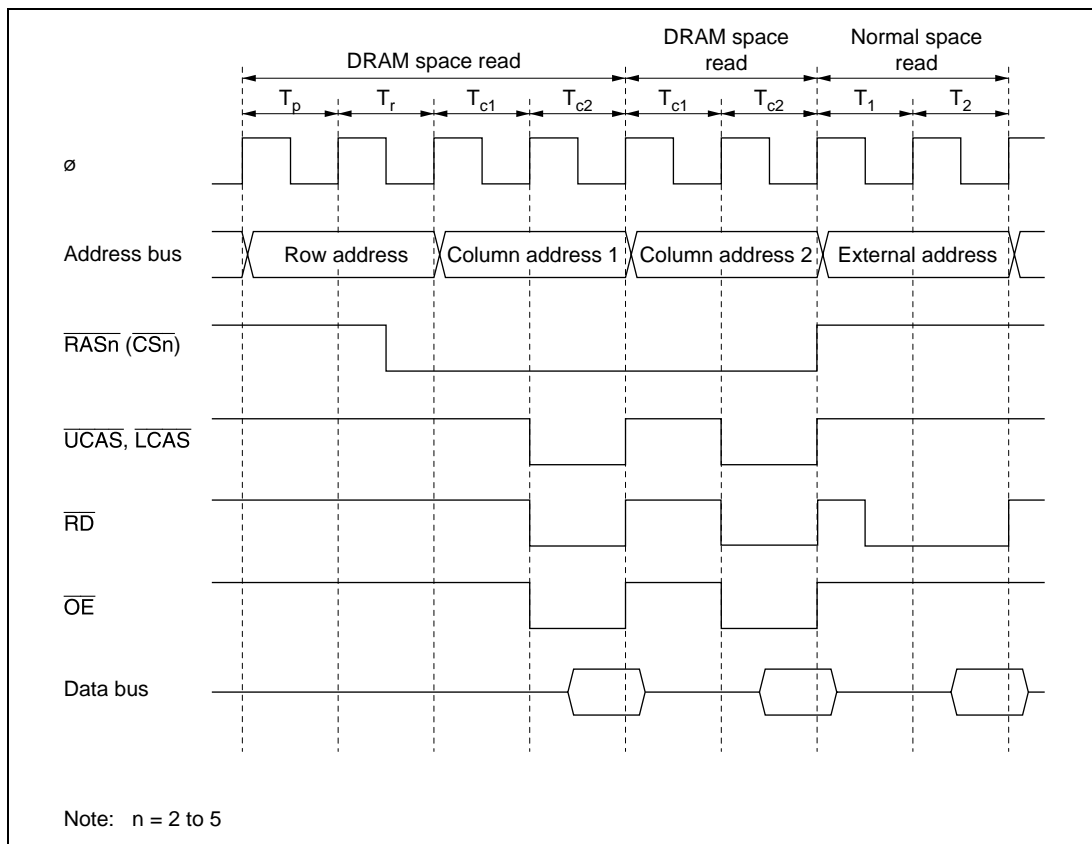 DRAM space read
DRAM space
read
Normal space
read
Tp
Tr
Tc1
Tc2
Tc1
Tc2
T1
T2
ø
Address bus
Row address
Column address 1
Column address 2
External address
RASn (CSn)
UCAS, LCAS
RD
OE
Data bus
Note: n = 2 to 5